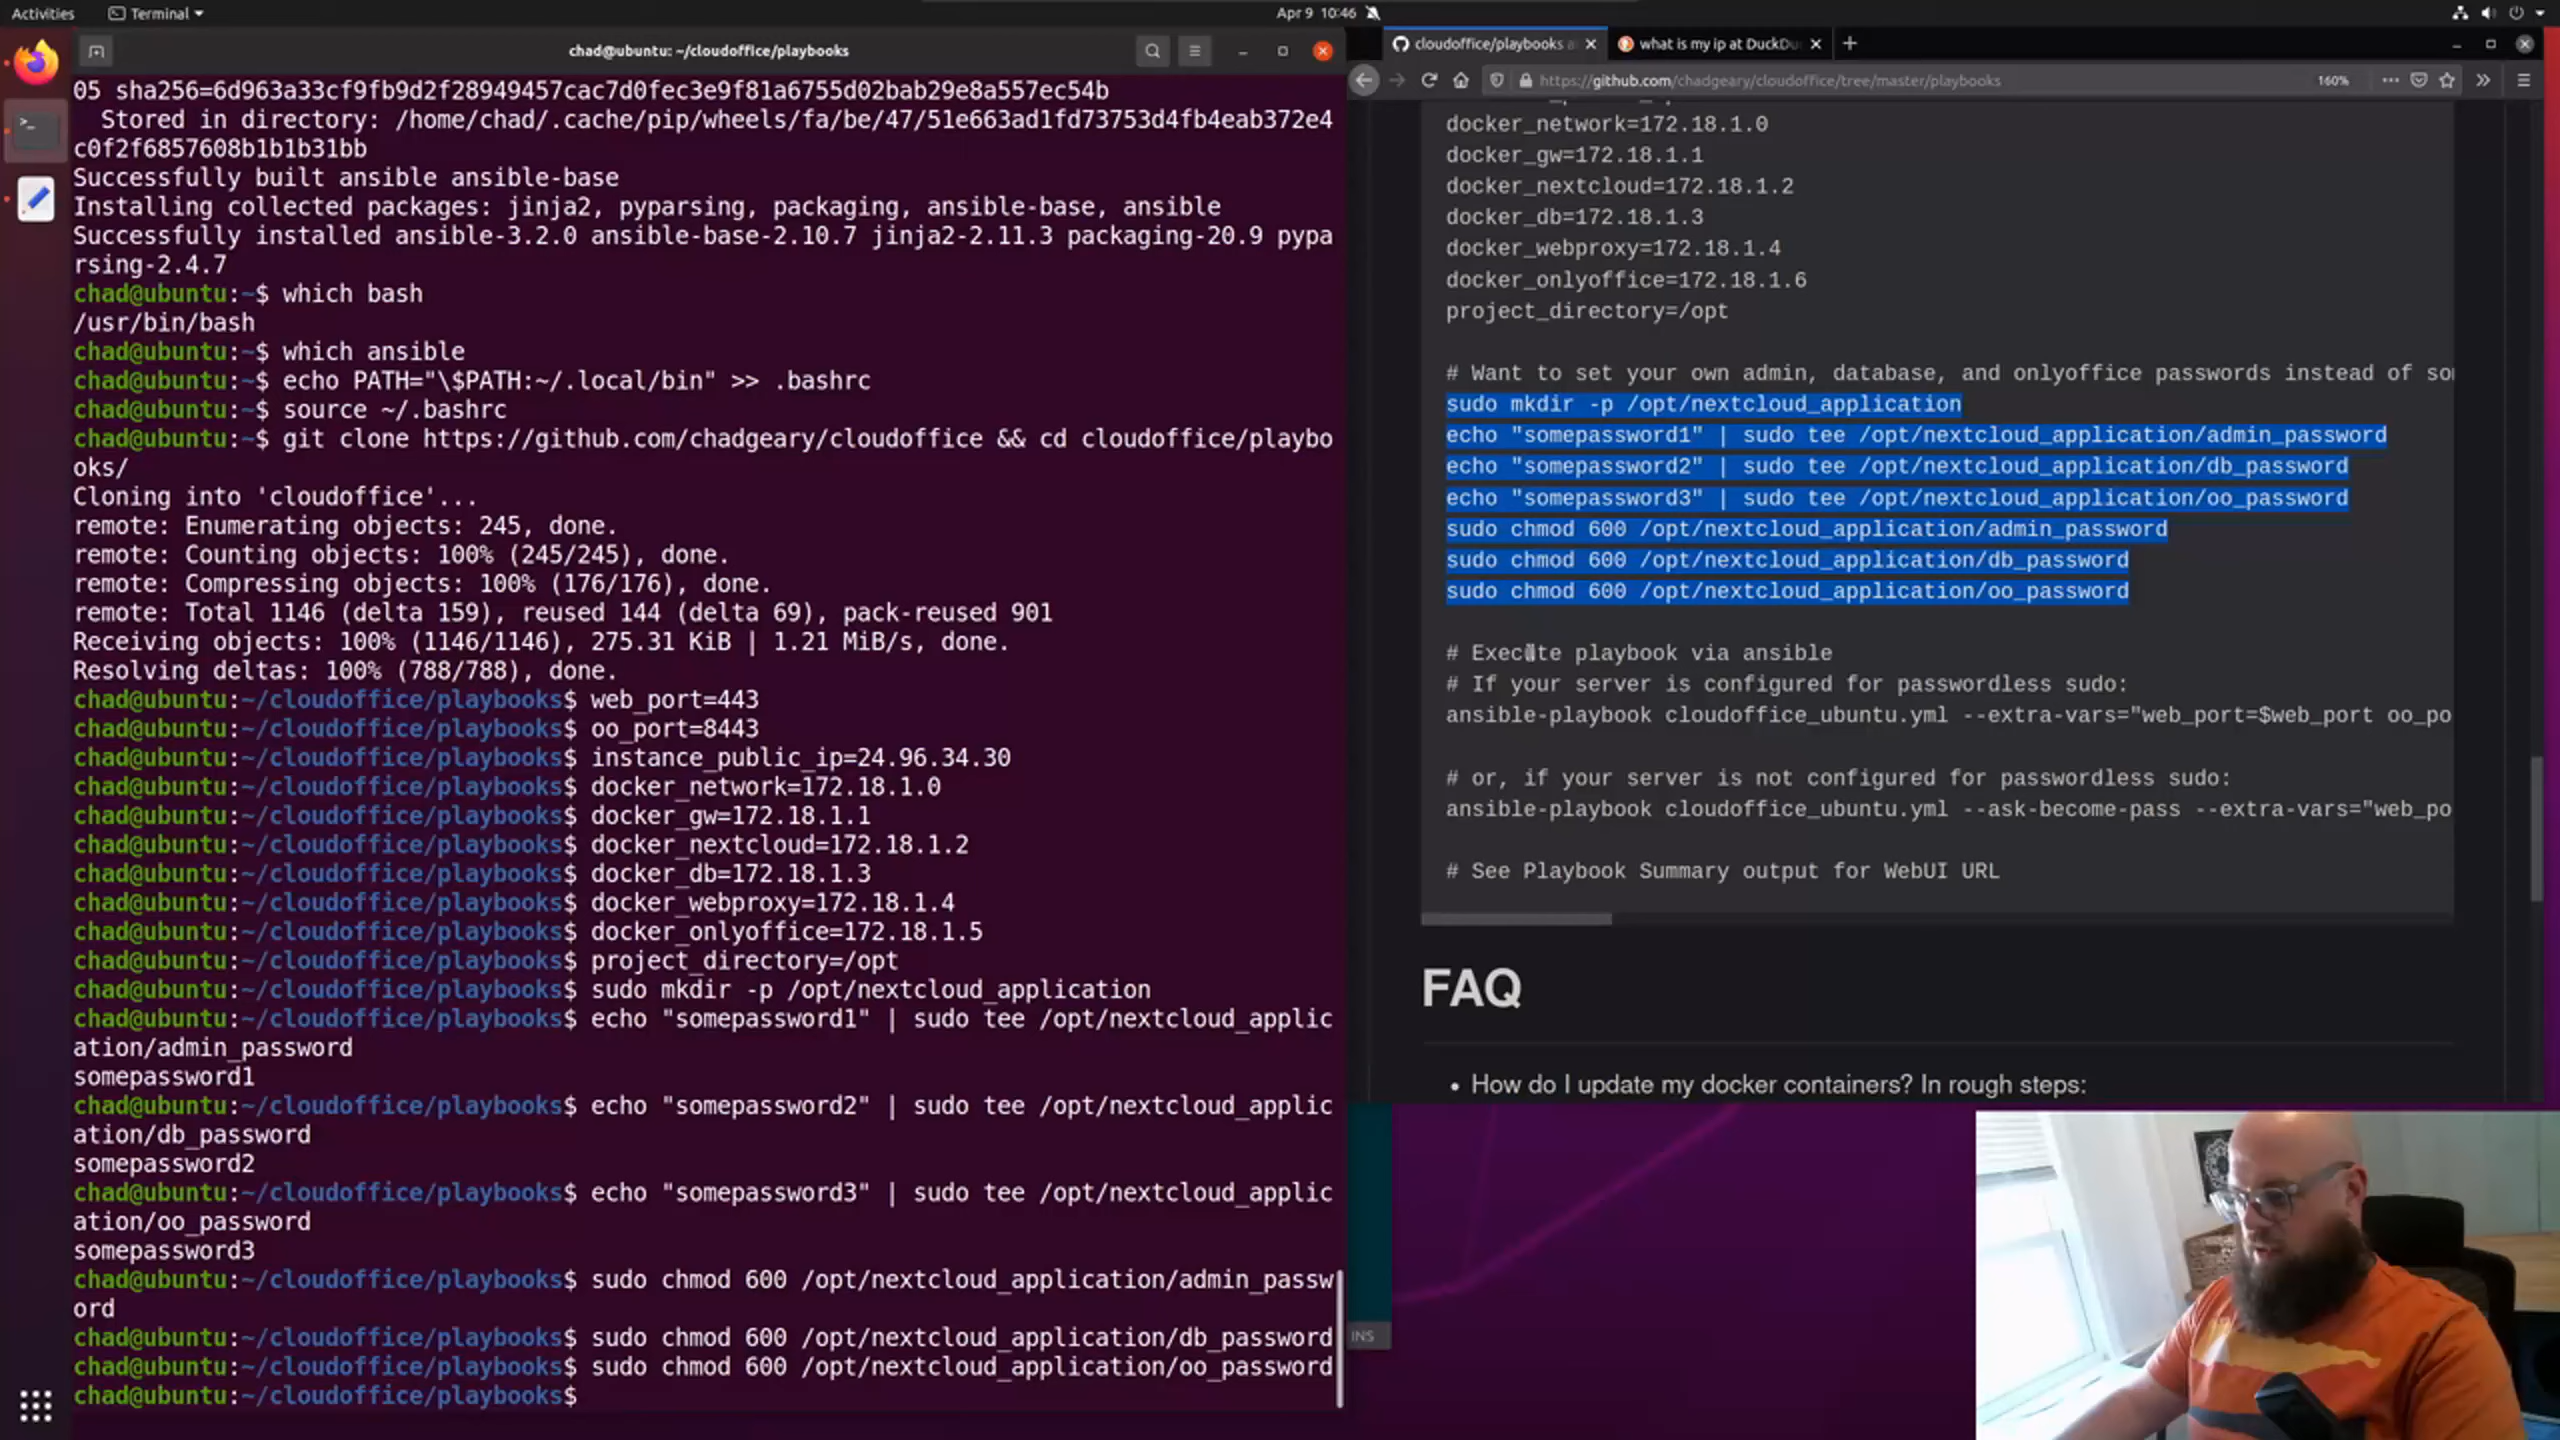 Activities
Terminal
Apr 9 10:46
chad@ubuntu: ~/cloudoffice/playbooks
05 sha256=6d963a33cf9fb9d2f28949457cac7d0fec3e9f81a6755d02bab29e8a557ec54b
Stored in directory: /home/chad/.cache/pip/wheels/fa/be/47/51e663ad1fd73753d4fb4eab372e4
c0f2f6857608b1b1b31bb
Successfully built ansible ansible-base
Installing collected packages: jinja2, pyparsing, packaging, ansible-base, ansible
Successfully installed ansible-3.2.0 ansible-base-2.10.7 jinja2-2.11.3 packaging-20.9 pypa
rsing-2.4.7
chad@ubuntu:~$ which bash
/usr/bin/bash
chad@ubuntu:~$ which ansible
chad@ubuntu:~$ echo PATH="\$PATH:~/.local/bin" >> .bashrc
chad@ubuntu:~$ source ~/.bashrc
chad@ubuntu:~$ git clone https://github.com/chadgeary/cloudoffice && cd cloudoffice/playbo
oks/
Cloning into 'cloudoffice'...
remote: Enumerating objects: 245, done.
remote: Counting objects: 100% (245/245), done.
remote: Compressing objects: 100% (176/176), done.
remote: Total 1146 (delta 159), reused 144 (delta 69), pack-reused 901
Receiving objects: 100% (1146/1146), 275.31 KiB | 1.21 MiB/s, done.
Resolving deltas: 100% (788/788), done.
chad@ubuntu:~/cloudoffice/playbooks$ web_port=443
chad@ubuntu:~/cloudoffice/playbooks$ oo_port=8443
chad@ubuntu:~/cloudoffice/playbooks$ instance_public_ip=24.96.34.30
chad@ubuntu:~/cloudoffice/playbooks$ docker_network=172.18.1.0
chad@ubuntu:~/cloudoffice/playbooks$ docker_gw=172.18.1.1
chad@ubuntu:~/cloudoffice/playbooks$ docker_nextcloud=172.18.1.2
chad@ubuntu:~/cloudoffice/playbooks$ docker_db=172.18.1.3
chad@ubuntu:~/cloudoffice/playbooks$ docker_webproxy=172.18.1.4
chad@ubuntu:~/cloudoffice/playbooks$ docker_onlyoffice=172.18.1.5
chad@ubuntu:~/cloudoffice/playbooks$ project_directory=/opt
chad@ubuntu:~/cloudoffice/playbooks$ sudo mkdir -p /opt/nextcloud_application
chad@ubuntu:~/cloudoffice/playbooks$ echo "somepassword1" | sudo tee /opt/nextcloud_applic
ation/admin_password
somepassword1
chad@ubuntu:~/cloudoffice/playbooks$ echo "somepassword2" | sudo tee /opt/nextcloud_applic
ation/db_password
somepassword2
chad@ubuntu:~/cloudoffice/playbooks$ echo "somepassword3" | sudo tee /opt/nextcloud_applic
ation/oo_password
somepassword3
chad@ubuntu:~/cloudoffice/playbooks$ sudo chmod 600 /opt/nextcloud_application/admin_passw
ord
chad@ubuntu:~/cloudoffice/playbooks$ sudo chmod 600 /opt/nextcloud_application/db_password
chad@ubuntu:~/cloudoffice/playbooks$ sudo chmod 600 /opt/nextcloud_application/oo_password
chad@ubuntu:~/cloudoffice/playbooks$
cloudoffice/playbooks a
what is my ip at DuckDu
https://github.com/chadgeary/cloudoffice/tree/master/playbooks
160%
docker_network=172.18.1.0
docker_gw=172.18.1.1
docker_nextcloud=172.18.1.2
docker_db=172.18.1.3
docker_webproxy=172.18.1.4
docker_onlyoffice=172.18.1.6
project_directory=/opt
# Want to set your own admin, database, and onlyoffice passwords instead of so
sudo mkdir -p /opt/nextcloud_application
echo "somepassword1" | sudo tee /opt/nextcloud_application/admin_password
echo "somepassword2" | sudo tee /opt/nextcloud_application/db_password
echo "somepassword3" | sudo tee /opt/nextcloud_application/oo_password
sudo chmod 600 /opt/nextcloud_application/admin_password
sudo chmod 600 /opt/nextcloud_application/db_password
sudo chmod 600 /opt/nextcloud_application/oo_password
# Execute playbook via ansible
# If your server is configured for passwordless sudo:
ansible-playbook cloudoffice_ubuntu.yml --extra-vars="web_port=$web_port oo_po
# or, if your server is not configured for passwordless sudo:
ansible-playbook cloudoffice_ubuntu.yml --ask-become-pass --extra-vars="web_po
# See Playbook Summary output for WebUI URL
FAQ
• How do I update my docker containers? In rough steps:
INS